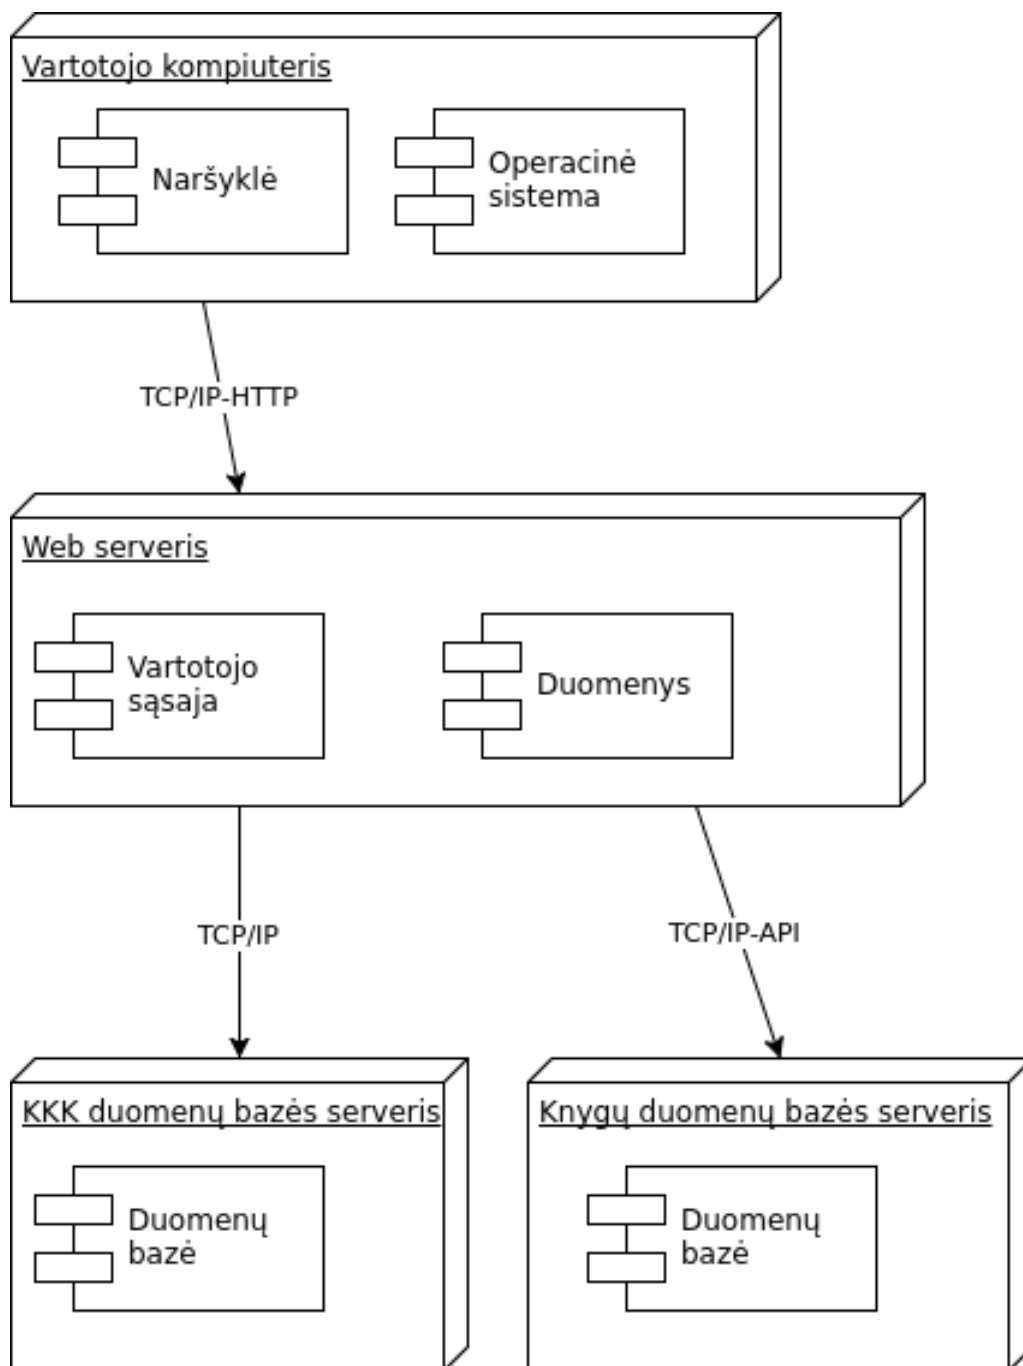 Vartotojo kompiuteris
Naršyklė
Operacinė
sistema
TCP/IP-HTTP
Web serveris
Vartotojo
sąsaja
Duomenys
TCP/IP
TCP/IP-API
KKK duomenų bazės serveris
Knygų duomenų bazės serveris
Duomenų
bazė
Duomenų
bazė